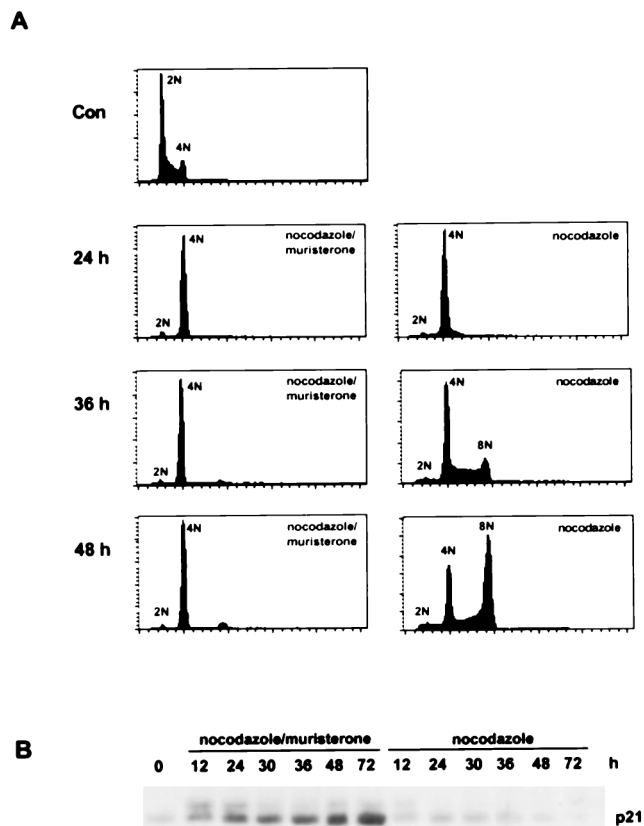 A
Con
2N
4N
24 h
2N
4N
nocodazole/
muristerone
2N
4N
nocodazole
36 h
2N
4N
nocodazole/
muristerone
2N
4N
8N
nocodazole
48 h
2N
4N
nocodazole/
muristerone
2N
4N
8N
nocodazole
B
nocodazole/muristerone nocodazole
0 12 24 30 36 48 72 12 24 30 36 48 72 h
p21